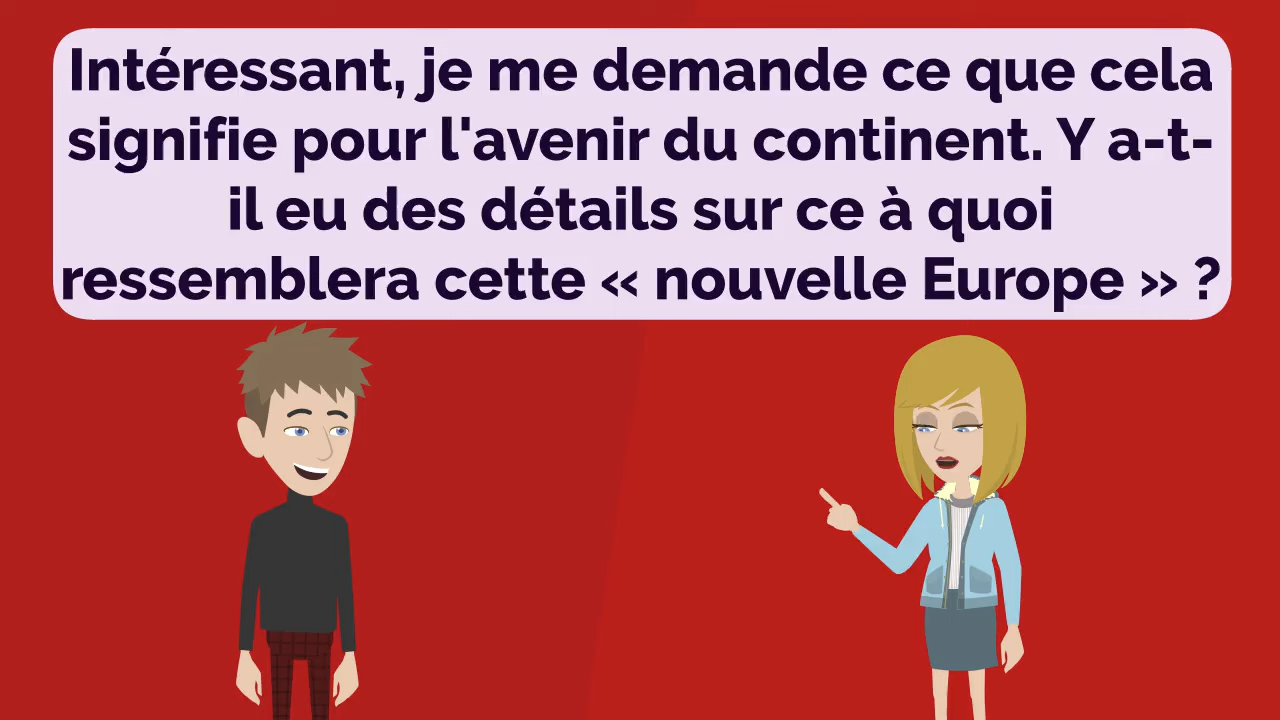 Intéressant, je me demande ce que cela
signifie pour l'avenir du continent. Y a-t-
il eu des détails sur ce à quoi
ressemblera cette « nouvelle Europe » ?